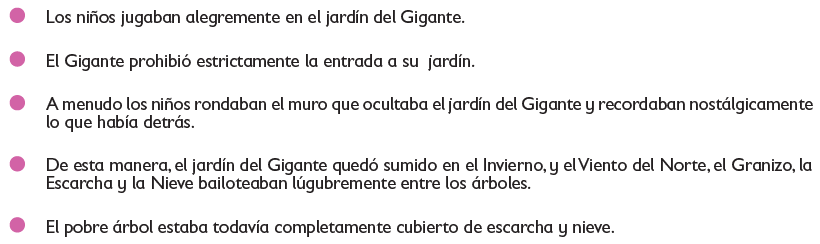 Los niños jugaban alegremente en el jardín del Gigante.
El Gigante prohibió estrictamente la entrada a su jardín.
A menudo los niños rondaban el muro que ocultaba el jardín del Gigante y recordaban nostálgicamente
lo que había detrás.
De esta manera, el jardín del Gigante quedó sumido en el Invierno, y el Viento del Norte, el Granizo, la
Escarcha y la Nieve bailoteaban lúgubremente entre los árboles.
El pobre árbol estaba todavía completamente cubierto de escarcha y nieve.